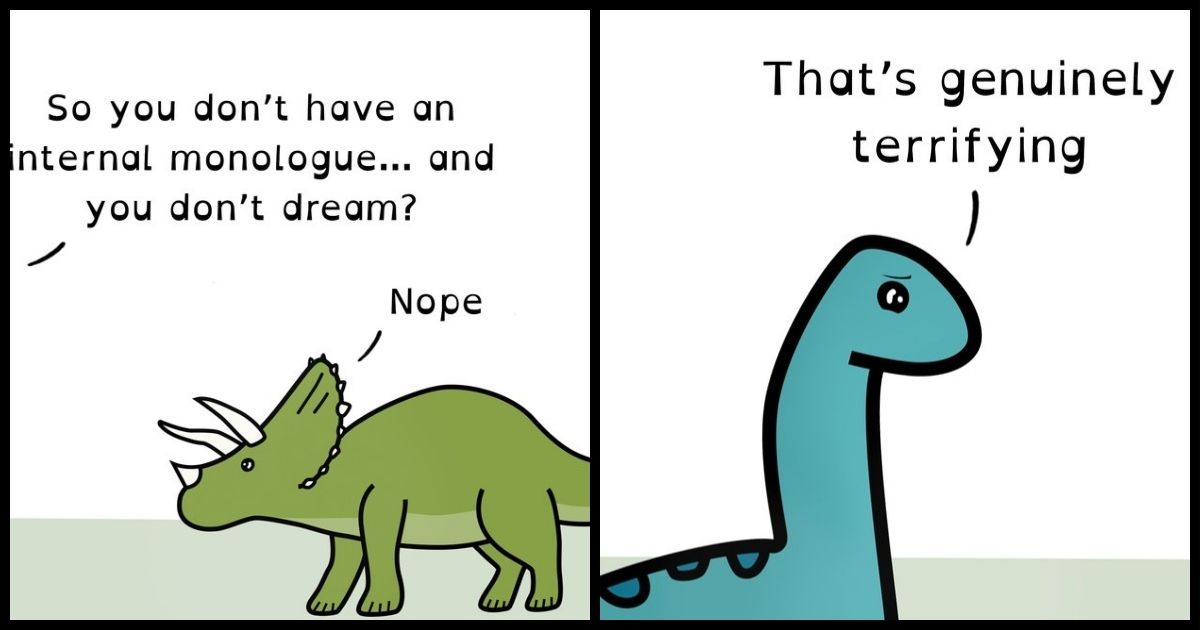 So you don't have an
internal monologue... and
you don't dream?
Nope
That's genuinely
terrifying